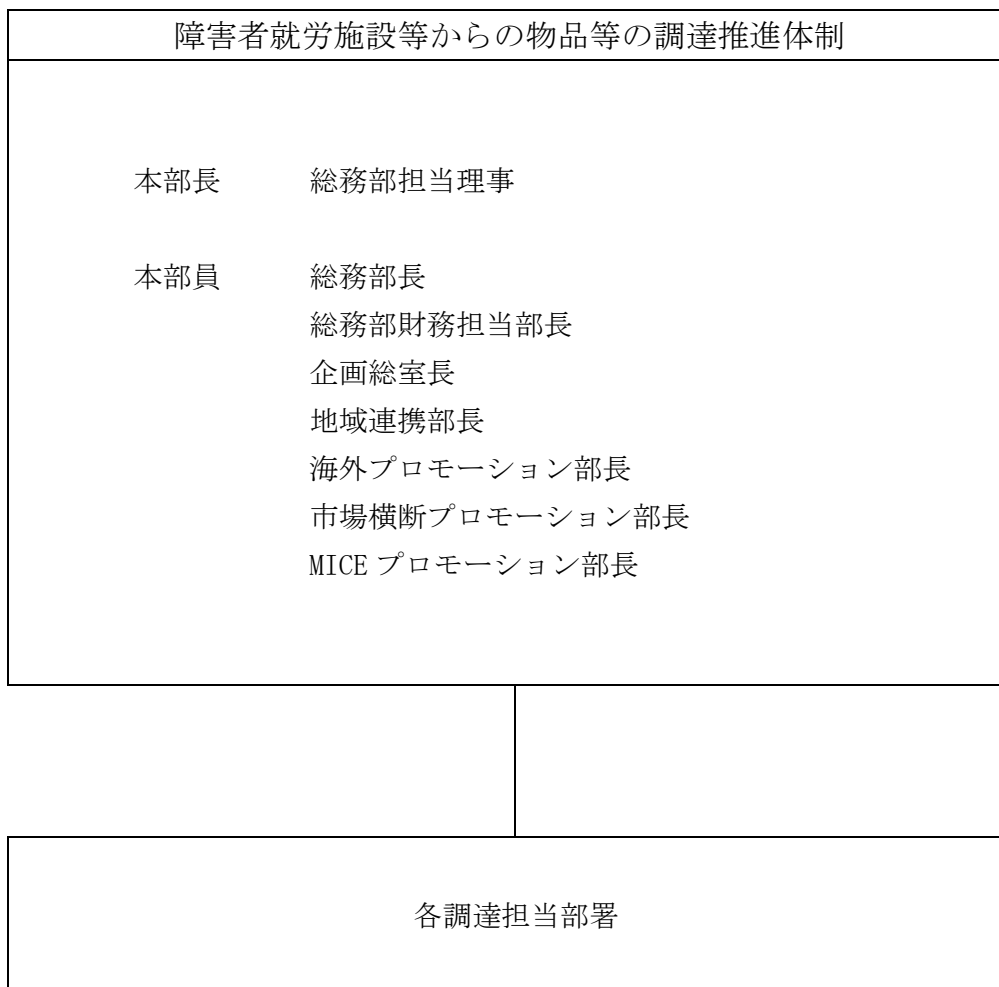 障害者就労施設等からの物品等の調達推進体制
本部長 総務部担当理事
本部員 総務部長
総務部財務担当部長
企画総室長
地域連携部長
海外プロモーション部長
市場横断プロモーション部長
MICE プロモーション部長
各調達担当部署